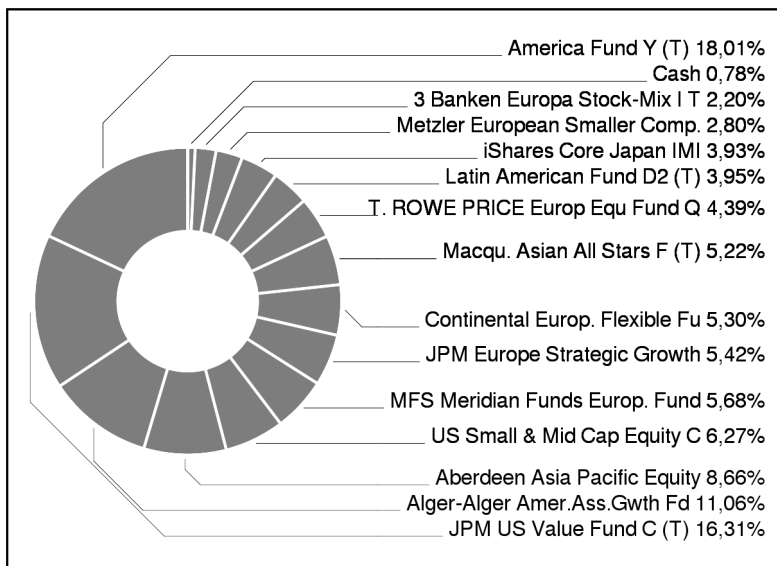 America Fund Y (T) 18,01%
Cash 0,78%
3 Banken Europa Stock-Mix I T 2,20%
Metzler European Smaller Comp. 2,80%
iShares Core Japan IMI 3,93%
Latin American Fund D2 (T) 3,95%
T. ROWE PRICE Europ Equ Fund Q 4,39%
Macqu. Asian All Stars F (T) 5,22%
Continental Europ. Flexible Fu 5,30%
JPM Europe Strategic Growth 5,42%
MFS Meridian Funds Europ. Fund 5,68%
US Small & Mid Cap Equity C 6,27%
Aberdeen Asia Pacific Equity 8,66%
Alger-Alger Amer.Ass.Gwth Fd 11,06%
JPM US Value Fund C (T) 16,31%